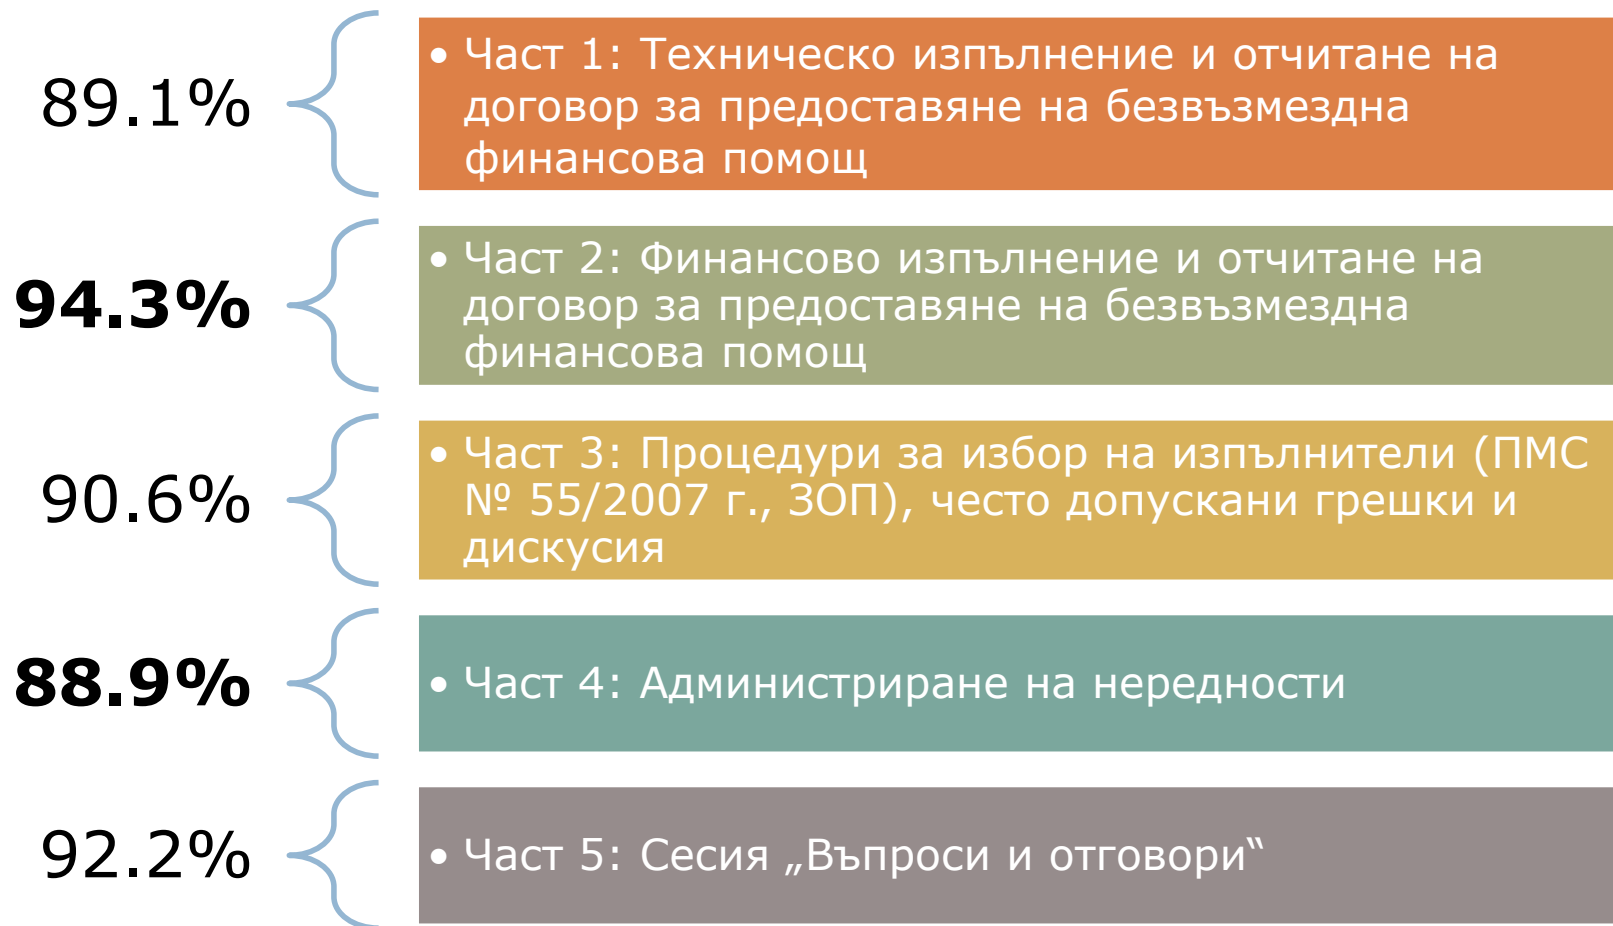 89.1%
• Част 1: Техническо изпълнение и отчитане на
договор за предоставяне на безвъзмездна
финансова помощ
94.3%
• Част 2: Финансово изпълнение и отчитане на
договор за предоставяне на безвъзмездна
финансова помощ
90.6%
• Част 3: Процедури за избор на изпълнители (ПМС
№ 55/2007 г., ЗОП), често допускани грешки и
дискусия
88.9%
• Част 4: Администриране на нередности
92.2%
• Част 5: Сесия „Въпроси и отговори“